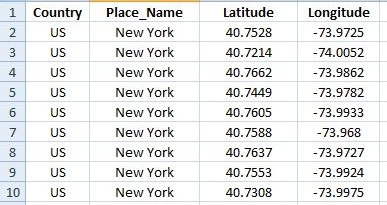 1 Country Place_Name Latitude Longitude
2 US New York 40.7528 -73.9725
3 US New York 40.7214 -74.0052
4 US New York 40.7662 -73.9862
5 US New York 40.7449 -73.9782
6 US New York 40.7605 -73.9933
7 US New York 40.7588 -73.968
8 US New York 40.7637 -73.9727
9 US New York 40.7553 -73.9924
10 US New York 40.7308 -73.9975